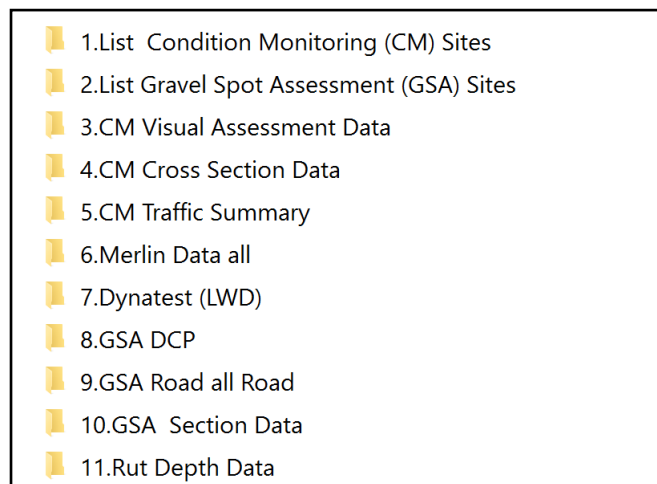 1.List  Condition Monitoring (CM) Sites
2.List Gravel Spot Assessment (GSA) Sites
3.CM Visual Assessment Data
4.CM Cross Section Data
5.CM Traffic Summary
6.Merlin Data all
7.Dynatest (LWD)
8.GSA DCP
9.GSA Road all Road
10.GSA  Section Data
11.Rut Depth Data